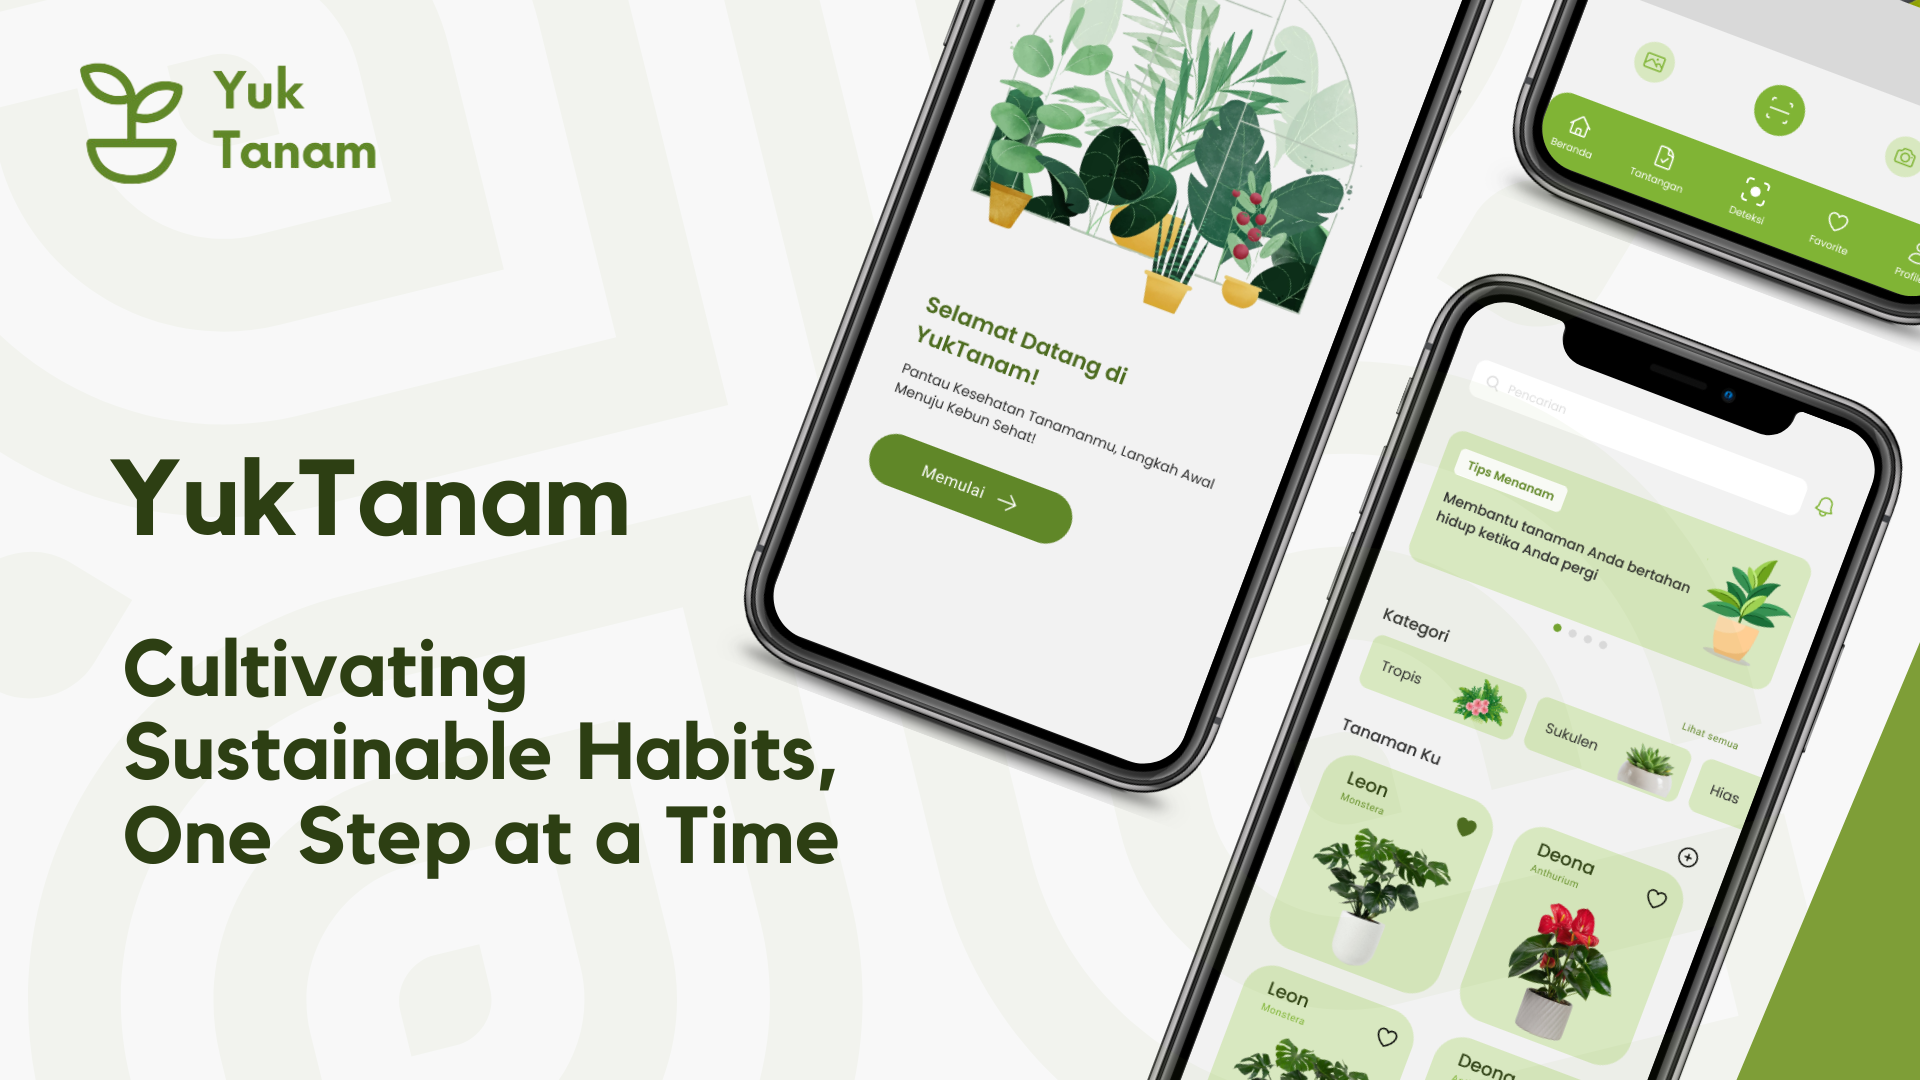 Yuk
Tanam
YukTanam
Cultivating
Sustainable Habits,
One Step at a Time
Selamat Datang di
YukTanam!
Pantau Kesehatan Tanamanmu, Langkah Awal
Menuju Kebun Sehat!
Memulai
Beranda
Tantangan
Deteksi
Favorite
Profile
Pencarian
Tips Menanam
Membantu tanaman Anda bertahan
hidup ketika Anda pergi
Kategori
Lihat semua
Tropis
Sukulen
Hias
Tanaman Ku
Leon
Monstera
Deona
Anthurium
Leon
Monstera
Deona